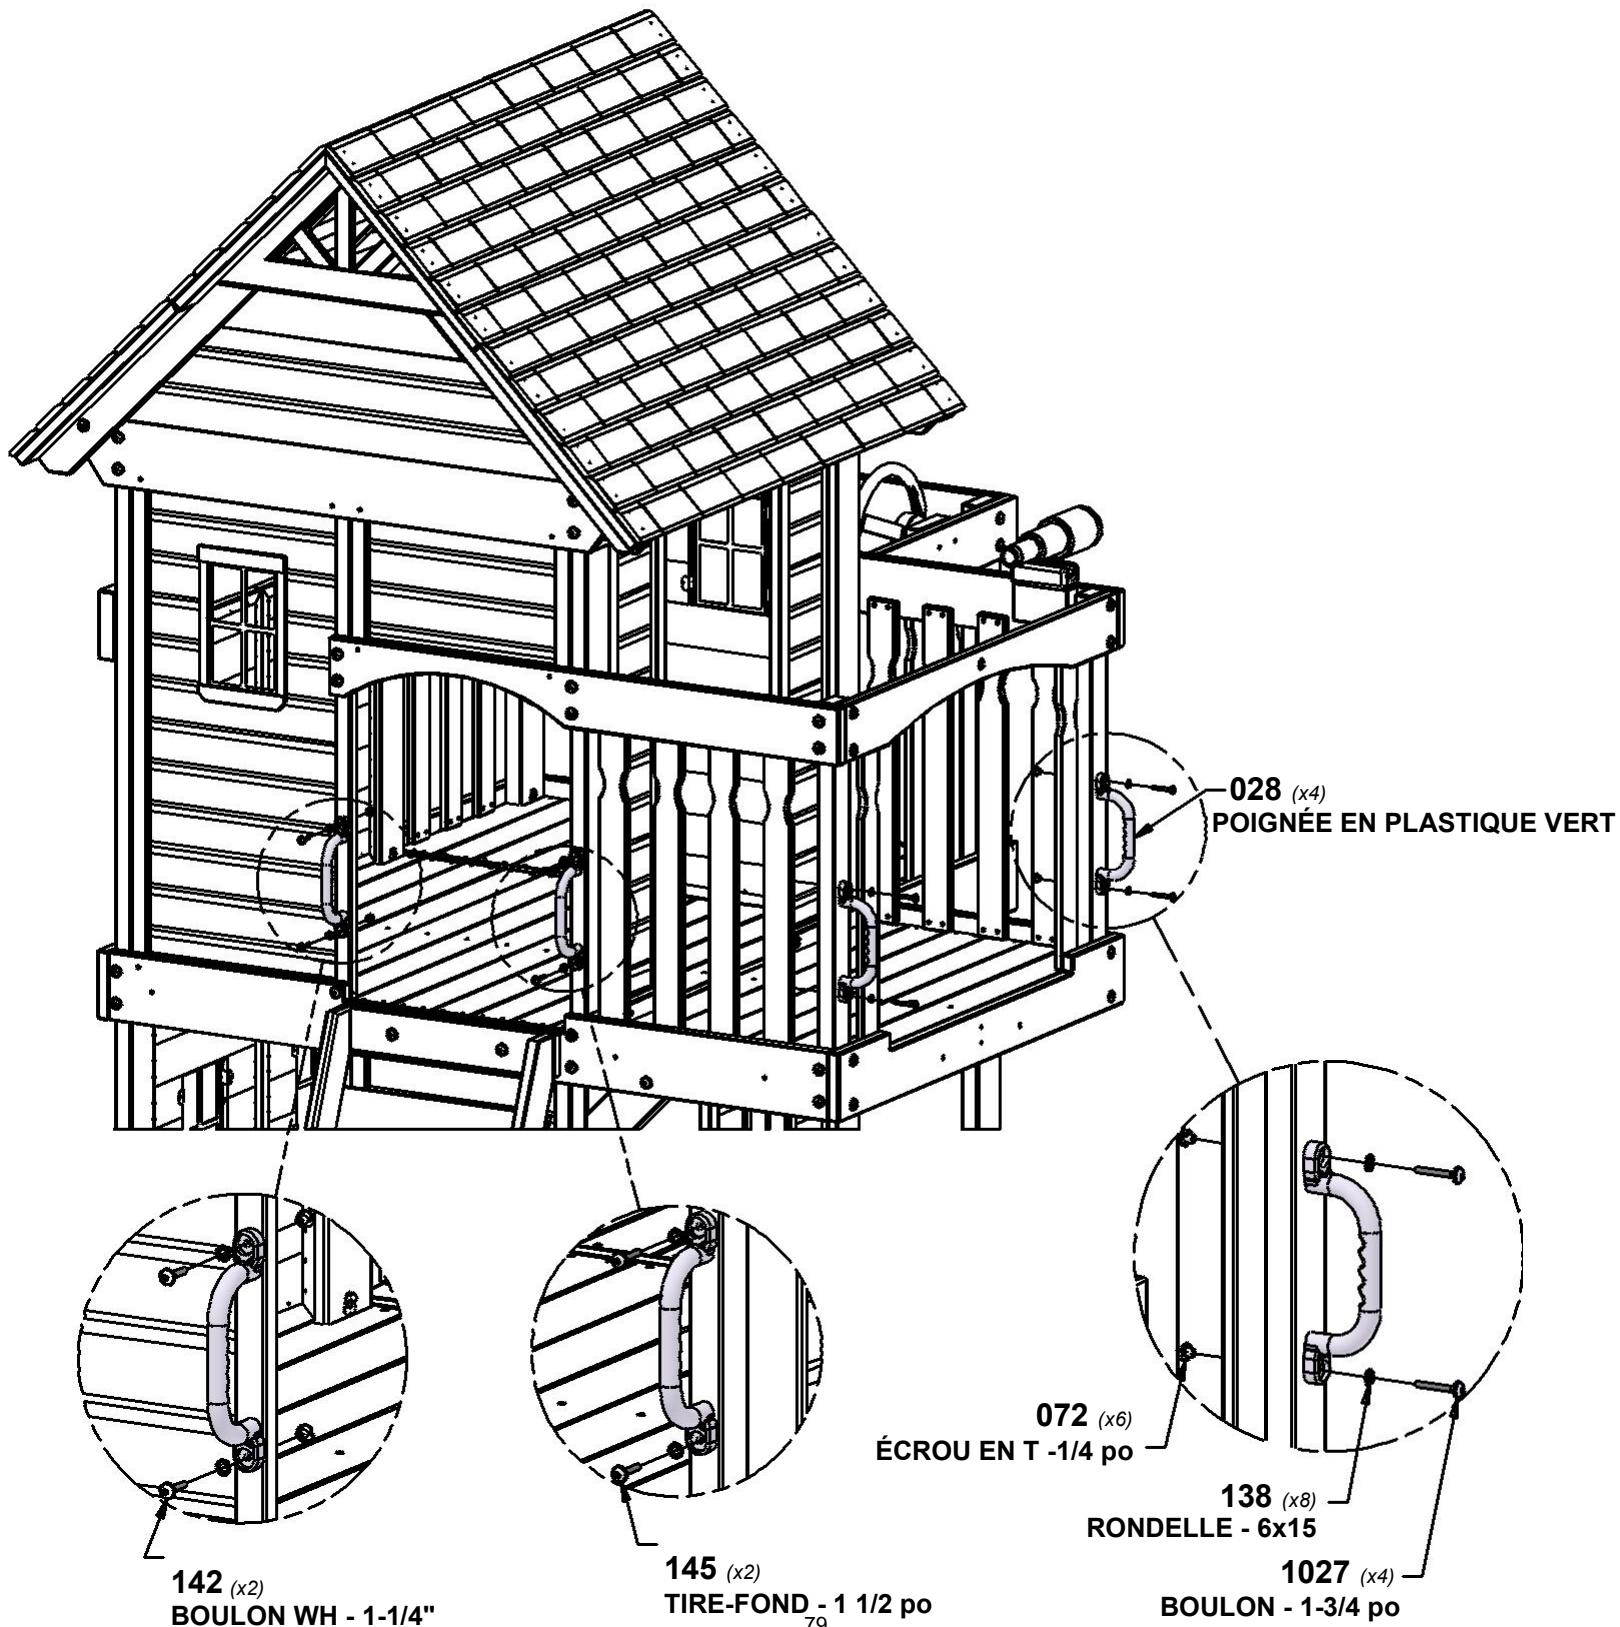 028 (x4)
POIGNÉE EN PLASTIQUE VERT
072 (x6)
ÉCROU EN T -1/4 po
138 (x8)
RONDELLE - 6x15
1027 (x4)
BOULON - 1-3/4 po
145 (x2)
TIRE-FOND - 1 1/2 po
142 (x2)
BOULON WH - 1-1/4"
79